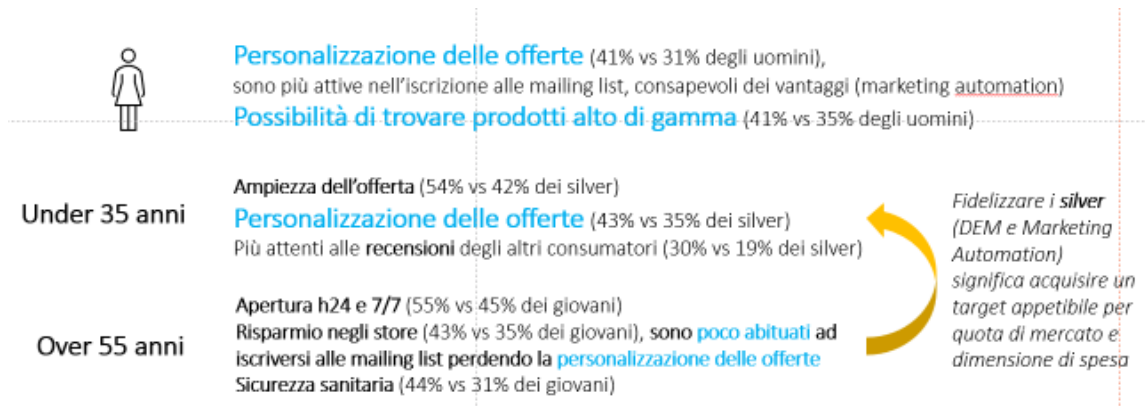 Personalizzazione delle offerte (41% vs 31% degli uomini),
sono più attive nell'iscrizione alle mailing list, consapevoli dei vantaggi (marketing automation)
Possibilità di trovare prodotti alto di gamma (41% vs 35% degli uomini)
Under 35 anni
Ampiezza dell'offerta (54% vs 42% dei silver)
Personalizzazione delle offerte (43% vs 35% dei silver)
Più attenti alle recensioni degli altri consumatori (30% vs 19% dei silver)
Over 55 anni
Apertura h24 e 7/7 (55% vs 45% dei giovani)
Risparmio negli store (43% vs 35% dei giovani), sono poco abituati ad
iscriversi alle mailing list perdendo la personalizzazione delle offerte
Sicurezza sanitaria (44% vs 31% dei giovani)
Fidelizzare i silver
(DEM e Marketing
Automation)
significa acquisire un
target appetibile per
quota di mercato e
dimensione di spesa